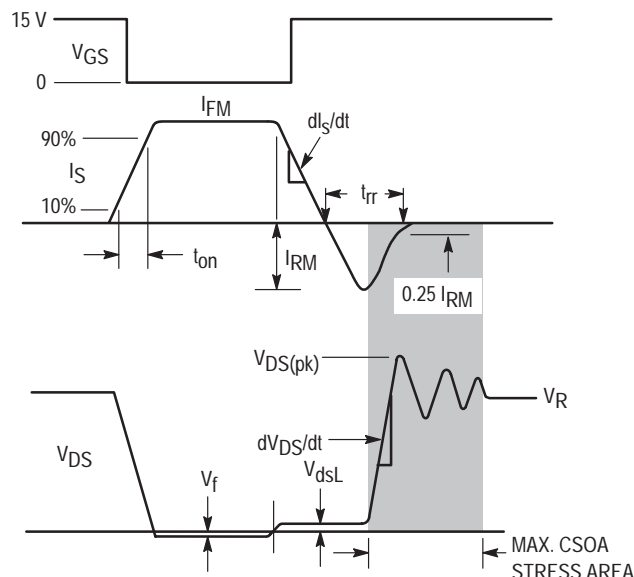 15 V
VGS
0
IFM
90%
dIS/dt
IS
trr
10%
ton
IRM
0.25 IRM
VDS(pk)
VR
dVDS/dt
VDS
Vf
VdsL
MAX. CSOA
STRESS AREA